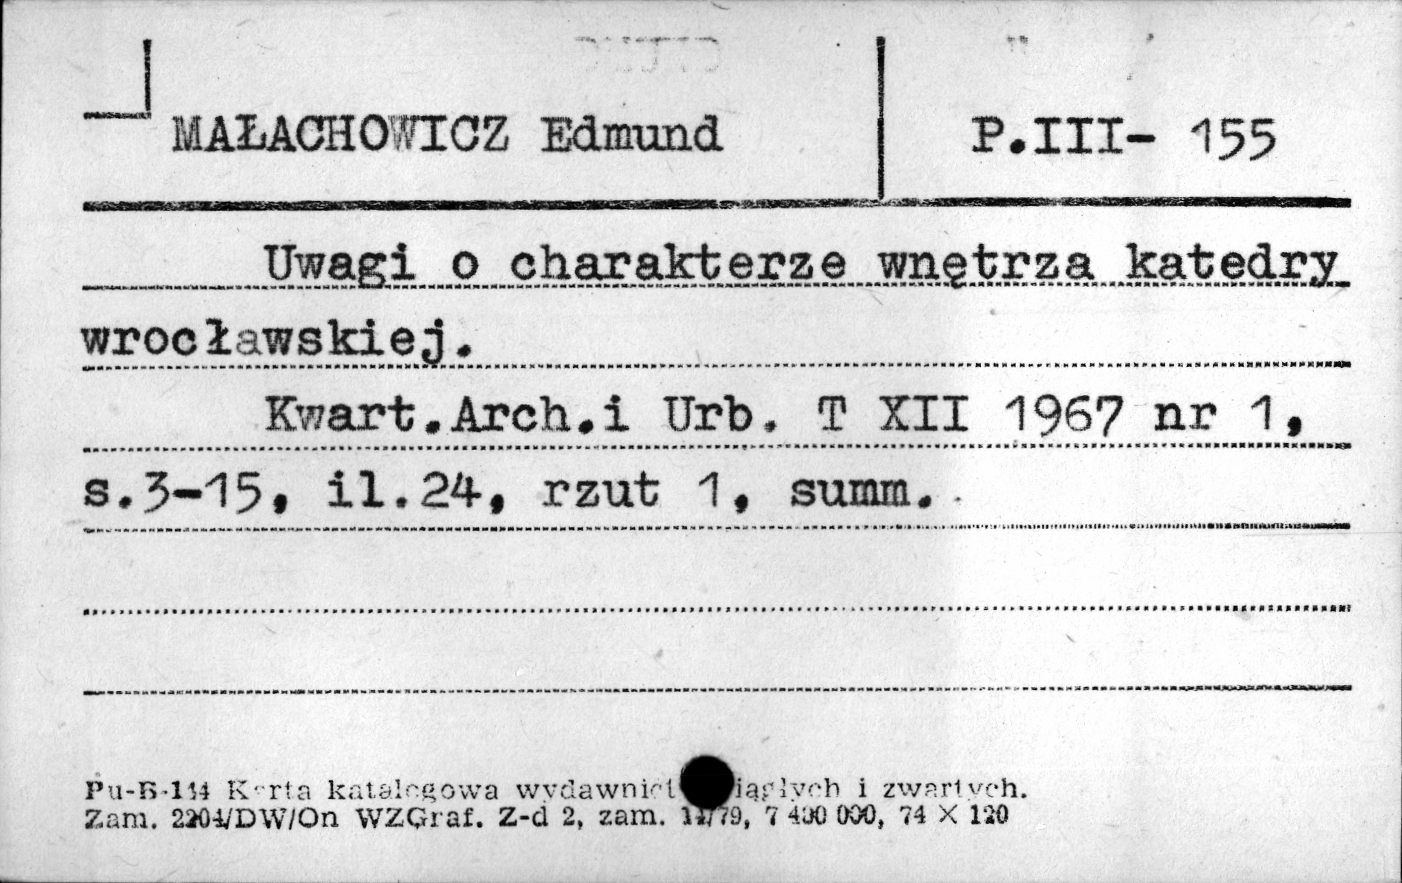 MAŁACHOWICZ Edmund P.III- 155
Uwagi o charakterze wnętrza katedry
wrocławskiej.
Kwart.Arch.i Urb. T XII 1967 nr 1,
s.3-15, il.24, rzut 1, summ.
Pu-B-144 Karta katalogowa wydawnict iągłych i zwartych.
Zam. 2204/DW/On WZGraf. Z-d 2, zam. 79, 7 400 000, 74 X 120